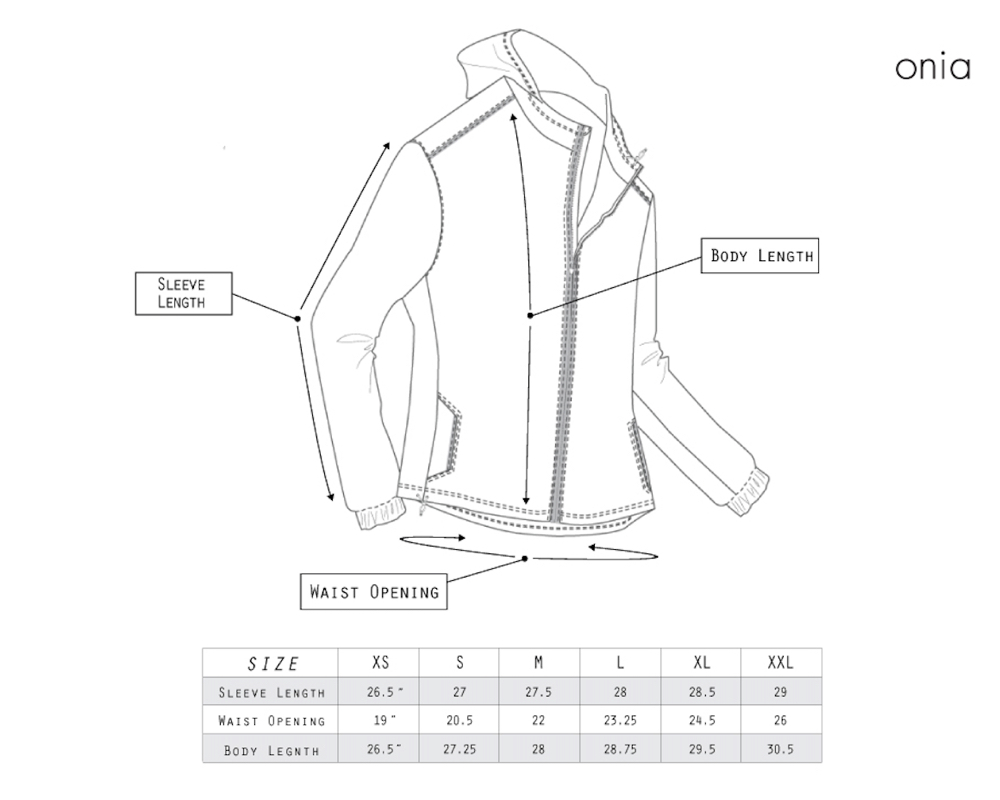 onia
BODY LENGTH
SLEEVE
LENGTH
WAIST OPENING
SIZE XS S M L XL XXL
SLEEVE LENGTH 26.5" 27 27.5 28 28.5 29
WAIST OPENING 19" 20.5 22 23.25 24.5 26
BODY LEGNTH 26.5" 27.25 28 28.75 29.5 30.5